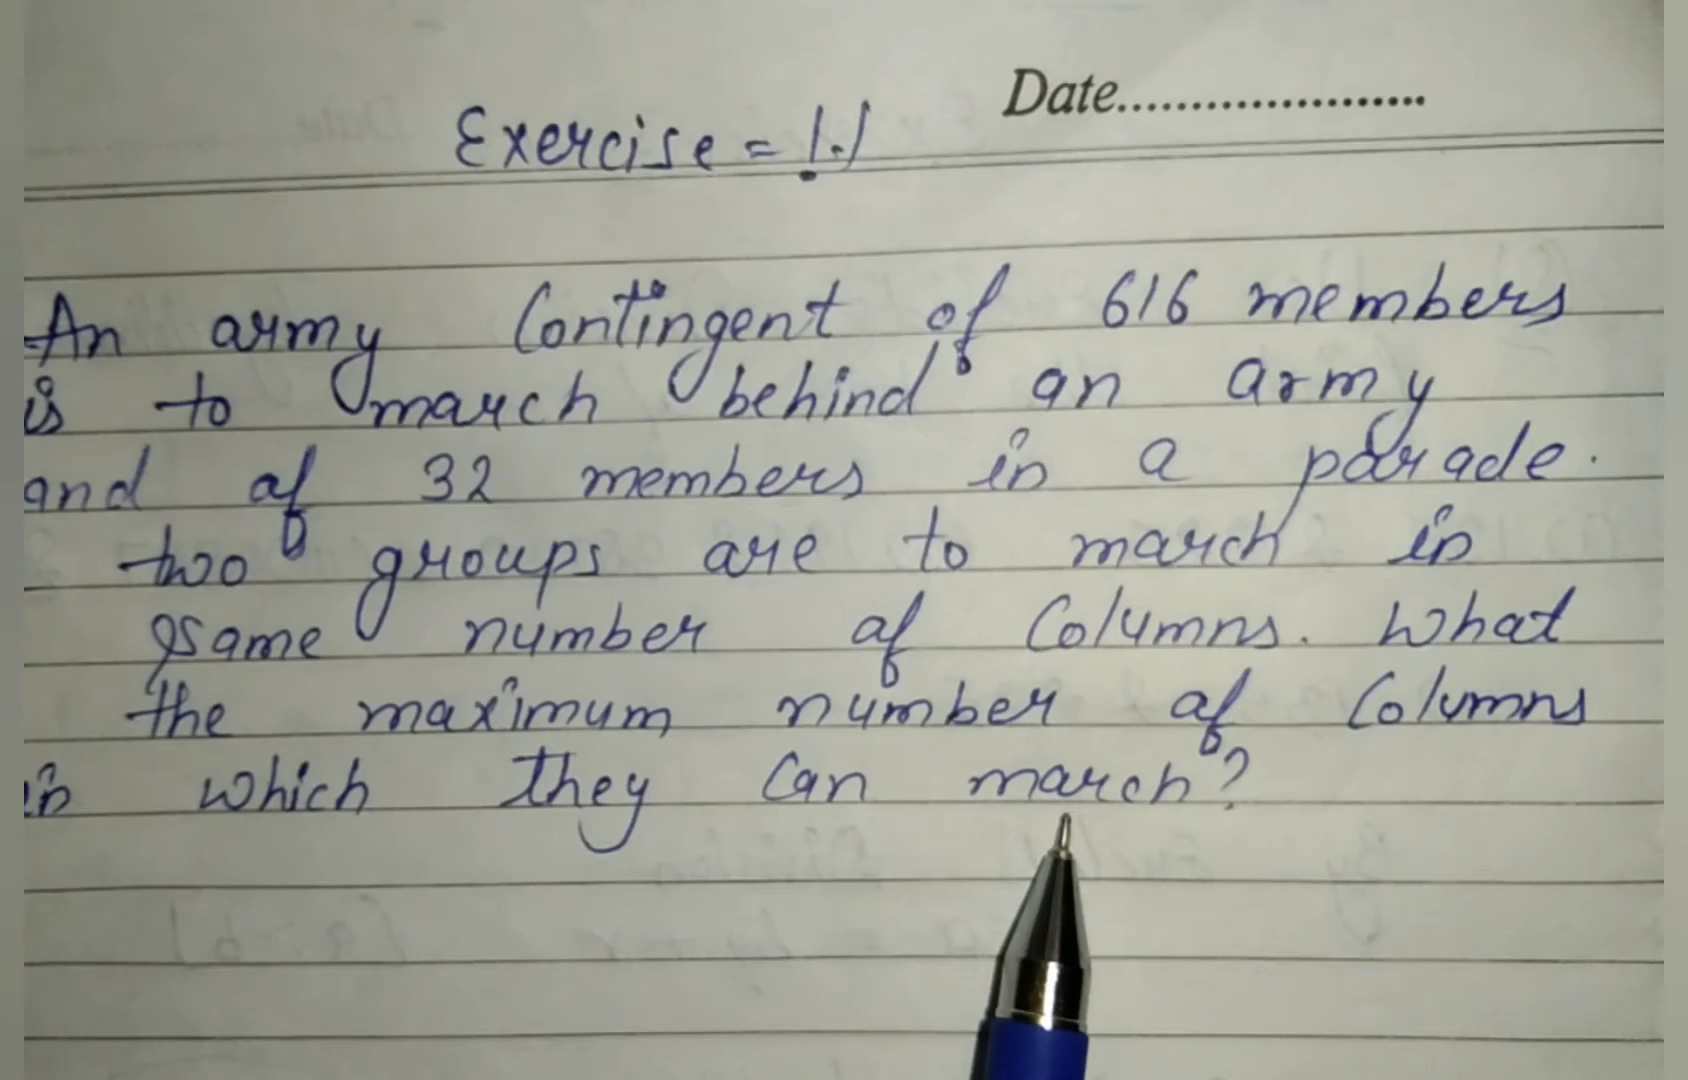 Date.....................
Exercise = 1.1
An army Contingent of 616 members
is to march behind an army
and of 32 members in a parade.
two groups are to march in
same number of Columns. What
the maximum number of Columns
in which they can march?